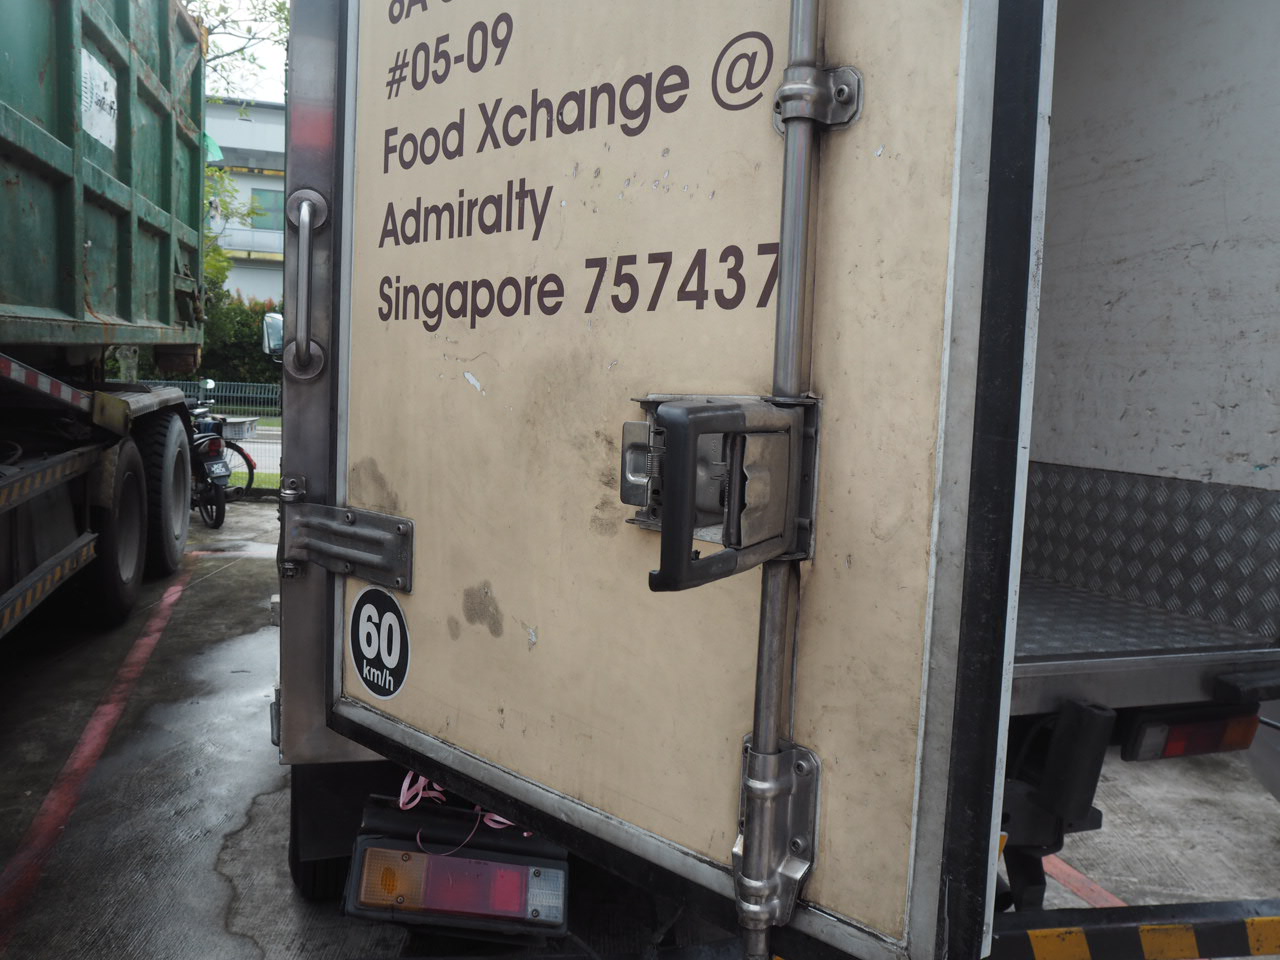 #05-09
Food Xchange @
Admiralty
Singapore 757437
60
km/h